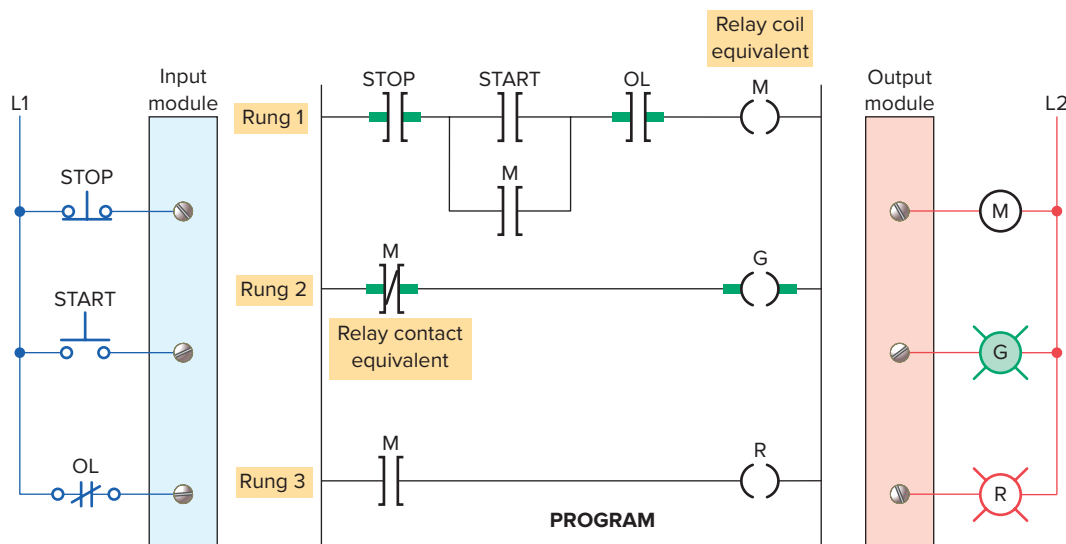 Relay coil
equivalent
Input
module
STOP
START
OL
M
Output
module
L1
Rung 1
L2
STOP
M
M
M
G
START
Rung 2
Relay contact
equivalent
G
M
R
OL
Rung 3
R
PROGRAM